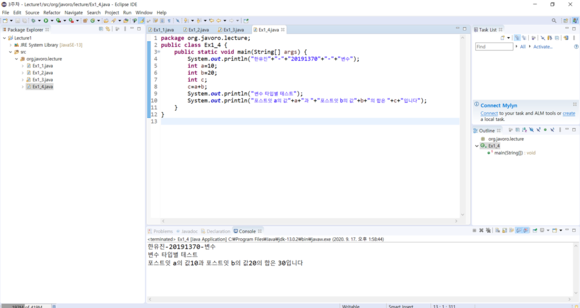 Lecture1/src/org/javoro/lecture/Ex1_4.java - Eclipse IDE
File Edit Source Refactor Navigate Search Project Run Window Help
Package Explorer
Lecture1
JRE System Library [JavaSE-13]
src
org.javoro.lecture
Ex1_1.java
Ex1_2.java
Ex1_3.java
Ex1_4.java
Ex1_1.java Ex1_2.java Ex1_3.java Ex1_4.java
1 package org.javoro.lecture;
2 public class Ex1_4 {
3 public static void main(String[] args) {
4 System.out.println("한유진"+"-"+"20191370"+"-"+"변수");
5 int a=10;
6 int b=20;
7 int c;
8 c=a+b;
9 System.out.println("변수 타입별 테스트");
10 System.out.println("포스트잇 a의 값"+a+"과 "+"포스트잇 b의 값"+b+"의 합은 "+c+"입니다");
11 }
12 }
13
Task List
Find
All
Activate...
Connect Mylyn
Connect to your task and ALM tools or create a local task.
Outline
org.javoro.lecture
Ex1_4
main(String[]) : void
Problems Javadoc Declaration Console
<terminated> Ex1_4 [Java Application] C:₩Program Files₩Java₩jdk-13.0.2₩bin₩javaw.exe (2020. 9. 17. 오후 1:58:44)
한유진-20191370-변수
변수 타입별 테스트
포스트잇 a의 값10과 포스트잇 b의 값20의 합은 30입니다
Writable Smart Insert